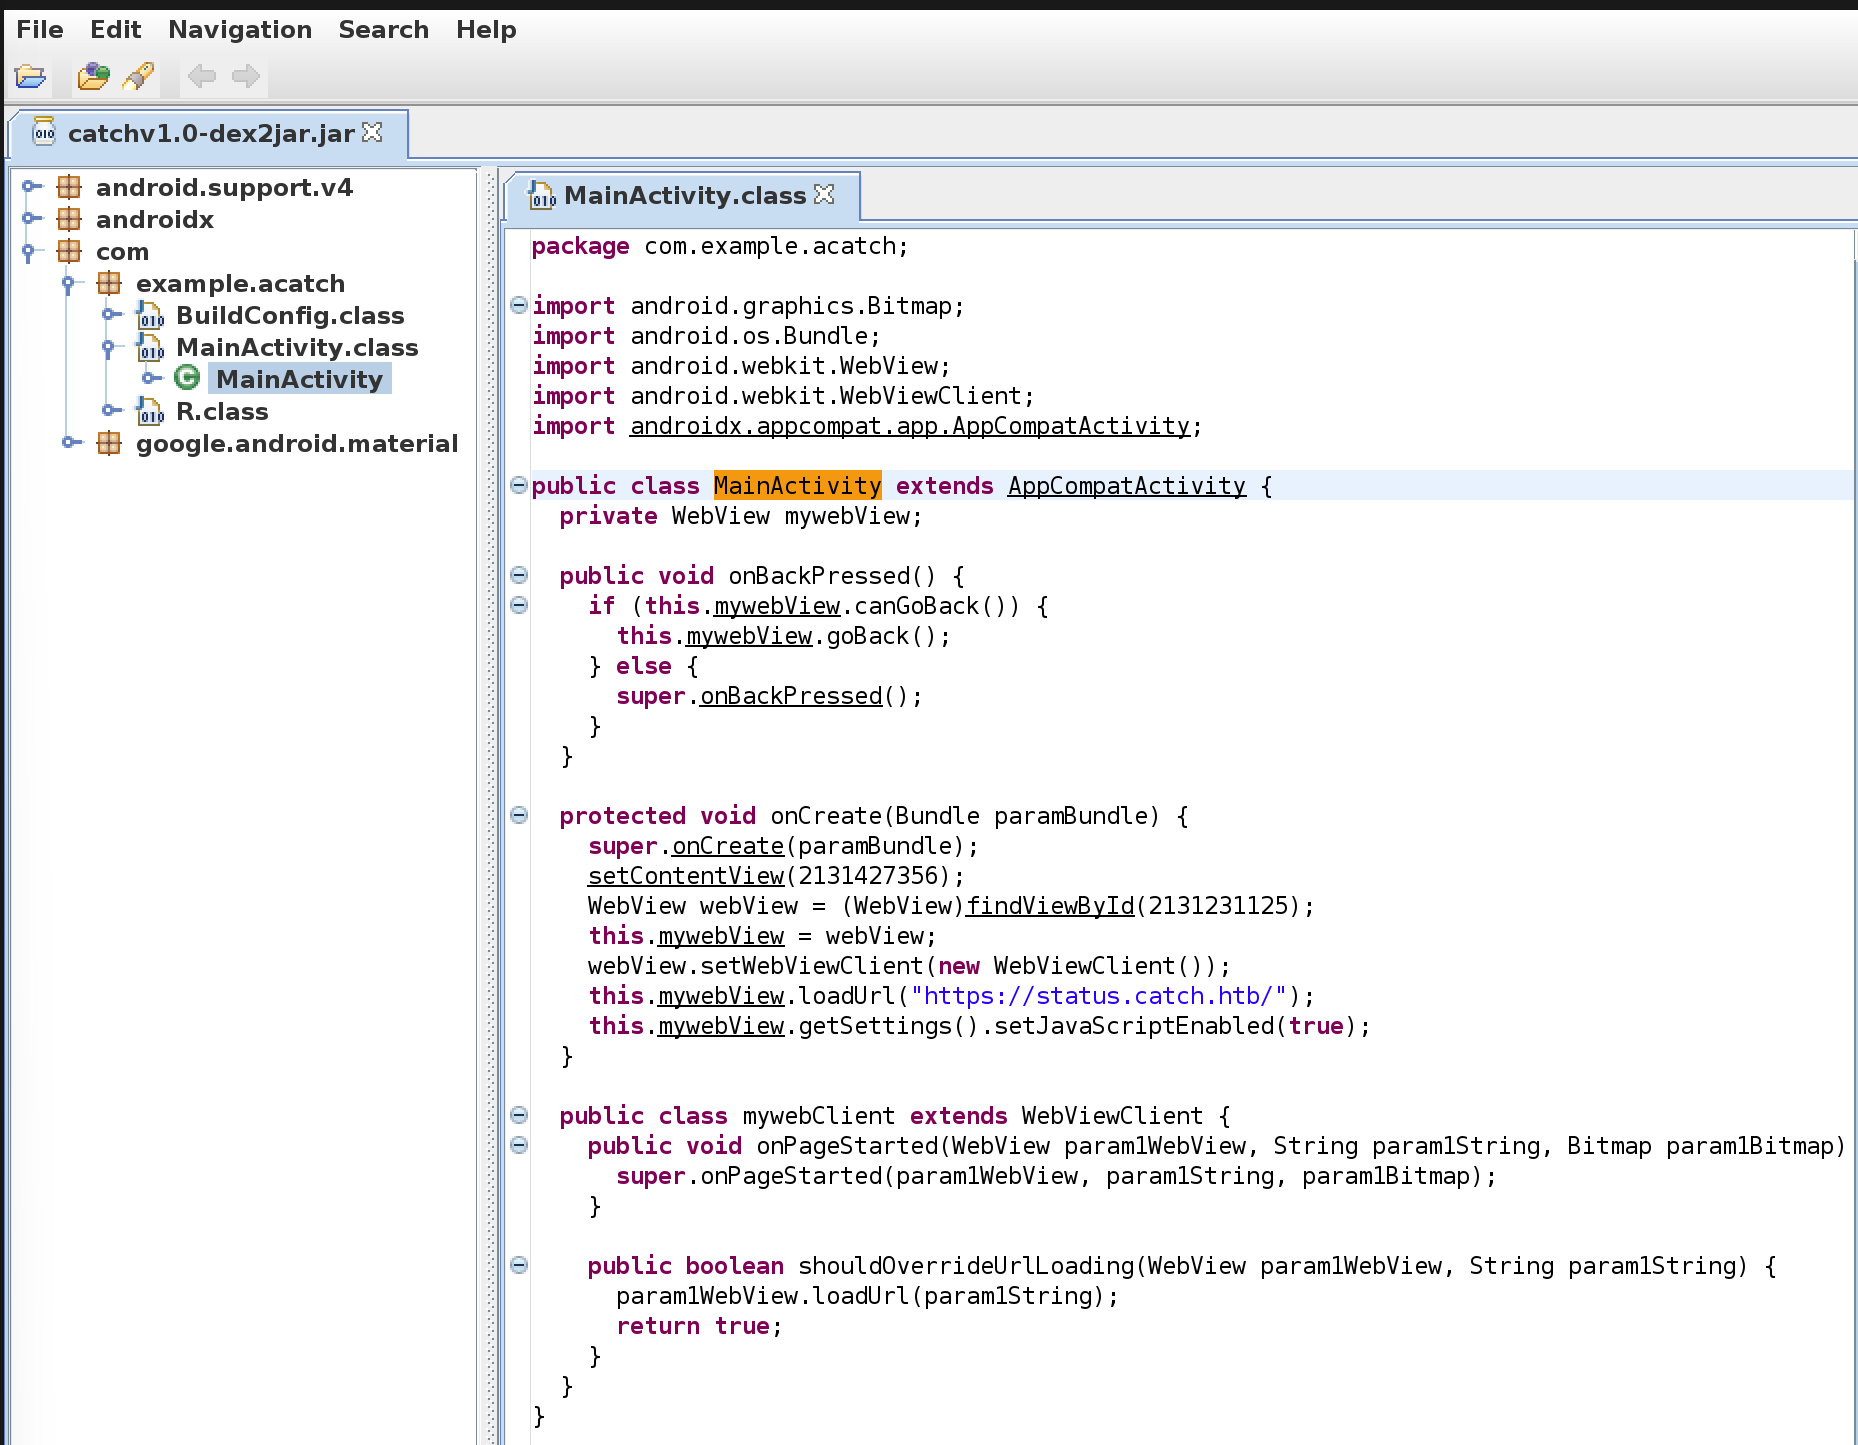 File Edit Navigation Search Help
catchv1.0-dex2jar.jar
android.support.v4
androidx
com
example.acatch
BuildConfig.class
MainActivity.class
MainActivity
R.class
google.android.material
MainActivity.class
package com.example.acatch;
import android.graphics.Bitmap;
import android.os.Bundle;
import android.webkit.WebView;
import android.webkit.WebViewClient;
import androidx.appcompat.app.AppCompatActivity;
public class MainActivity extends AppCompatActivity {
  private WebView mywebView;
  public void onBackPressed() {
    if (this.mywebView.canGoBack()) {
      this.mywebView.goBack();
    } else {
      super.onBackPressed();
    }
  }
  protected void onCreate(Bundle paramBundle) {
    super.onCreate(paramBundle);
    setContentView(2131427356);
    WebView webView = (WebView)findViewById(2131231125);
    this.mywebView = webView;
    webView.setWebViewClient(new WebViewClient());
    this.mywebView.loadUrl("https://status.catch.htb/");
    this.mywebView.getSettings().setJavaScriptEnabled(true);
  }
  public class mywebClient extends WebViewClient {
    public void onPageStarted(WebView param1WebView, String param1String, Bitmap param1Bitmap)
      super.onPageStarted(param1WebView, param1String, param1Bitmap);
    }
    public boolean shouldOverrideUrlLoading(WebView param1WebView, String param1String) {
      param1WebView.loadUrl(param1String);
      return true;
    }
  }
}